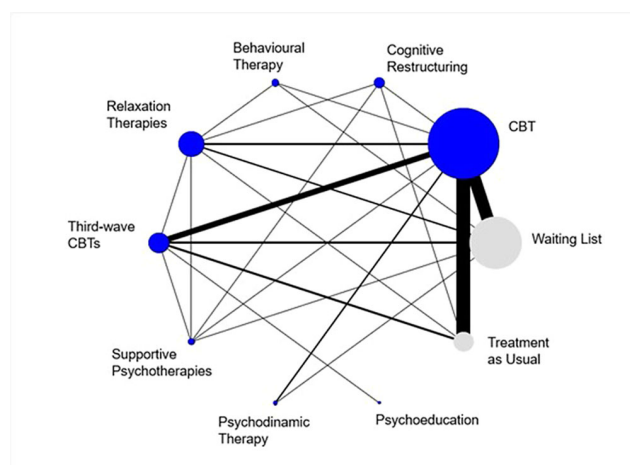 Behavioural
Therapy
Cognitive
Restructuring
Relaxation
Therapies
CBT
Third-wave
CBTs
Waiting List
Supportive
Psychotherapies
Treatment
as Usual
Psychodinamic
Therapy
Psychoeducation